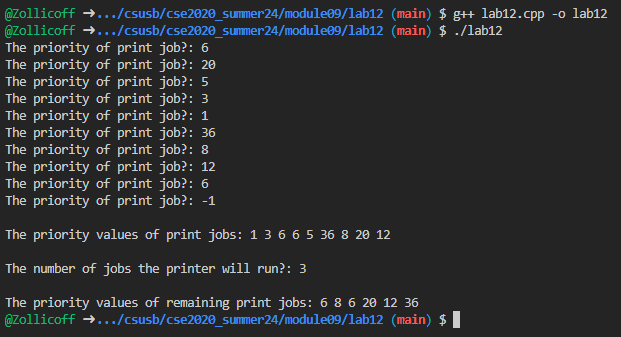 @Zollicoff ➜.../csusb/cse2020_summer24/module09/lab12 (main) $ g++ lab12.cpp -o lab12
@Zollicoff ➜.../csusb/cse2020_summer24/module09/lab12 (main) $ ./lab12
The priority of print job?: 6
The priority of print job?: 20
The priority of print job?: 5
The priority of print job?: 3
The priority of print job?: 1
The priority of print job?: 36
The priority of print job?: 8
The priority of print job?: 12
The priority of print job?: 6
The priority of print job?: -1
The priority values of print jobs: 1 3 6 6 5 36 8 20 12
The number of jobs the printer will run?: 3
The priority values of remaining print jobs: 6 8 6 20 12 36
@Zollicoff ➜.../csusb/cse2020_summer24/module09/lab12 (main) $